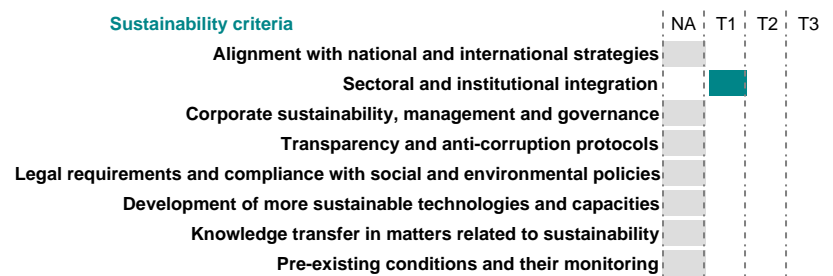 Sustainability criteria NA T1 T2 T3
Alignment with national and international strategies
Sectoral and institutional integration
Corporate sustainability, management and governance
Transparency and anti-corruption protocols
Legal requirements and compliance with social and environmental policies
Development of more sustainable technologies and capacities
Knowledge transfer in matters related to sustainability
Pre-existing conditions and their monitoring